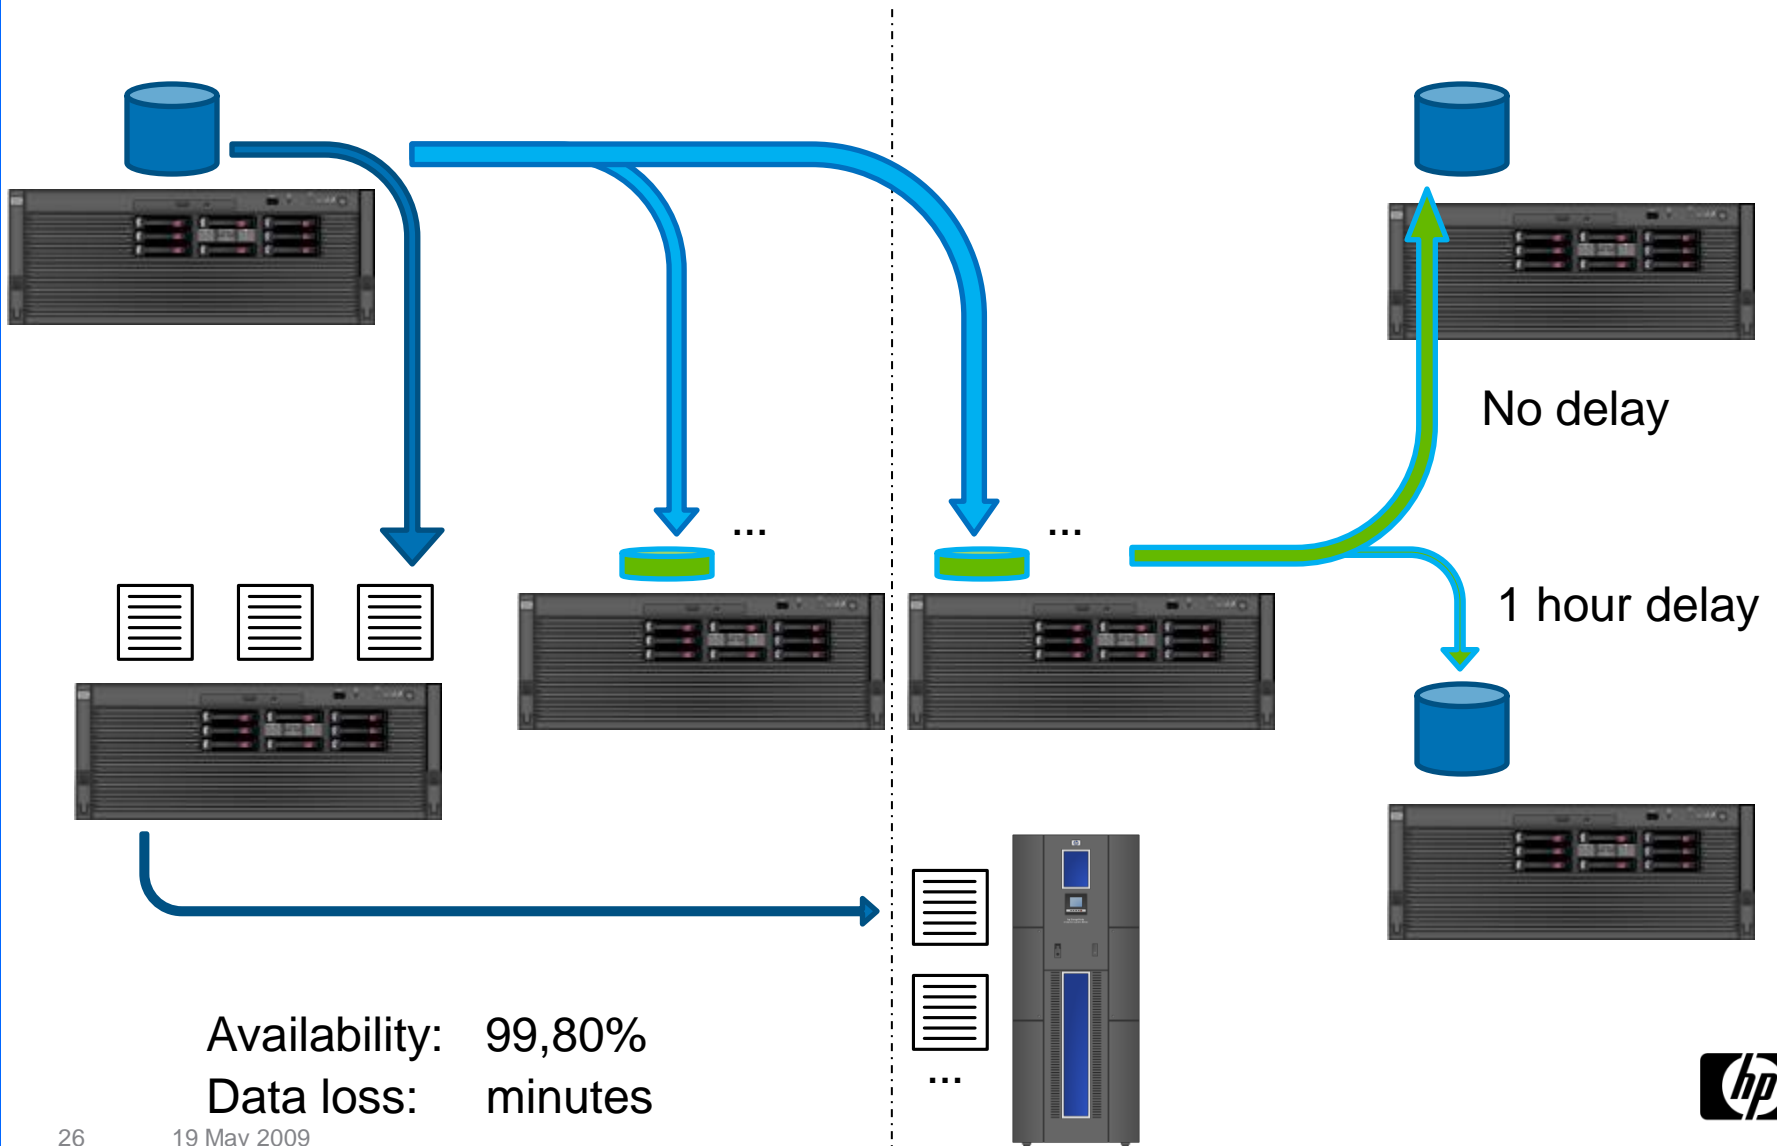 ...
...
No delay
1 hour delay
Availability: 99,80%
Data loss: minutes
...
26 19 May 2009
hp